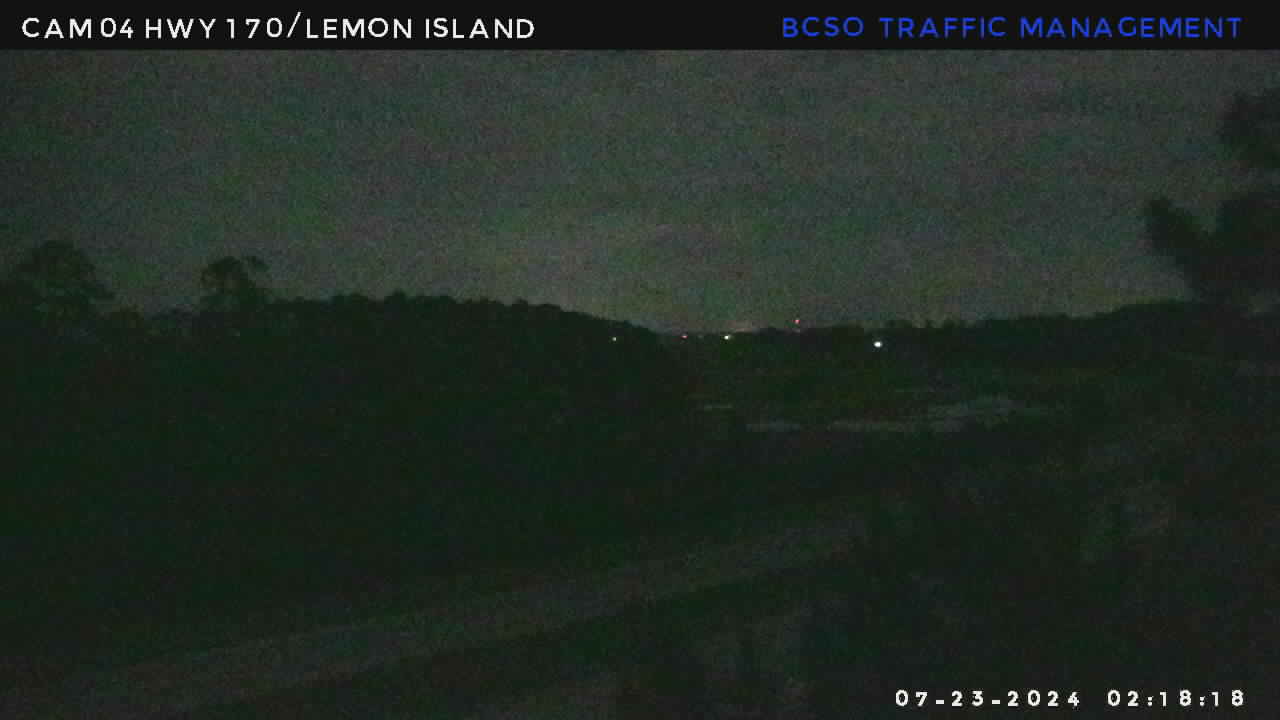 CAM04 HWY 170/LEMON ISLAND
BCSO TRAFFIC MANAGEMENT
07-23-2024 02:18:18